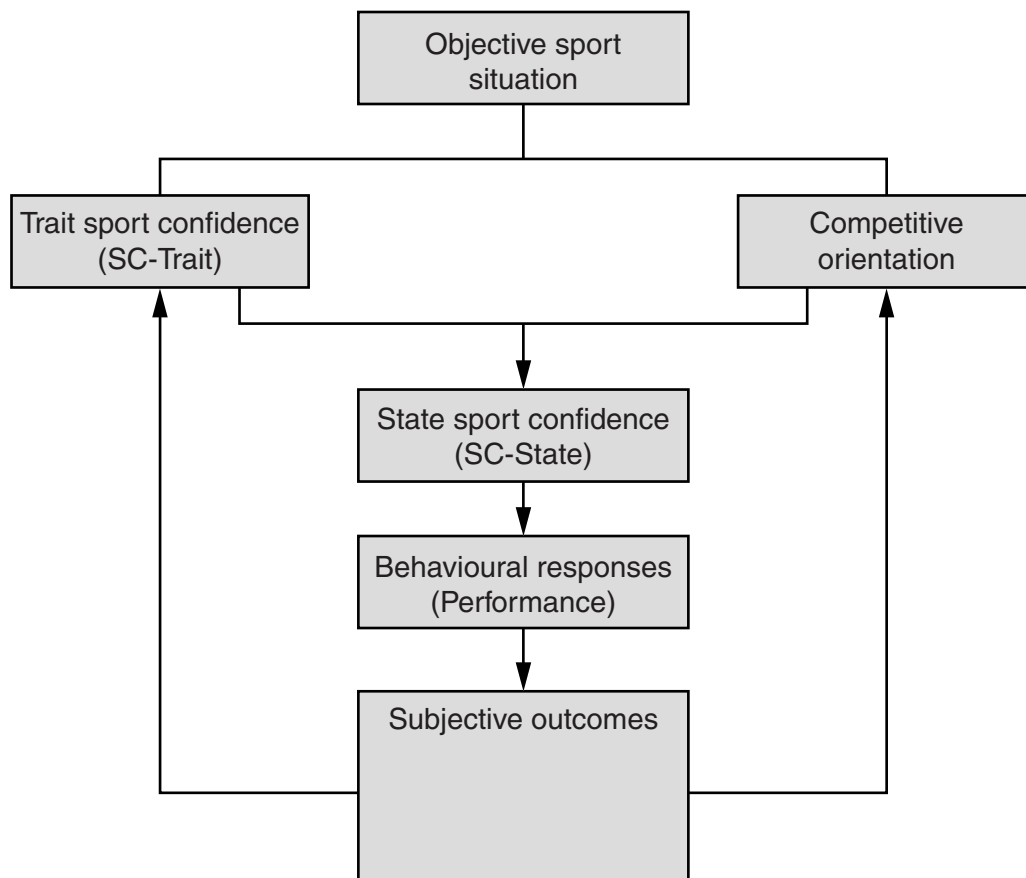 Objective sport
situation
Trait sport confidence
(SC-Trait)
Competitive
orientation
State sport confidence
(SC-State)
Behavioural responses
(Performance)
Subjective outcomes